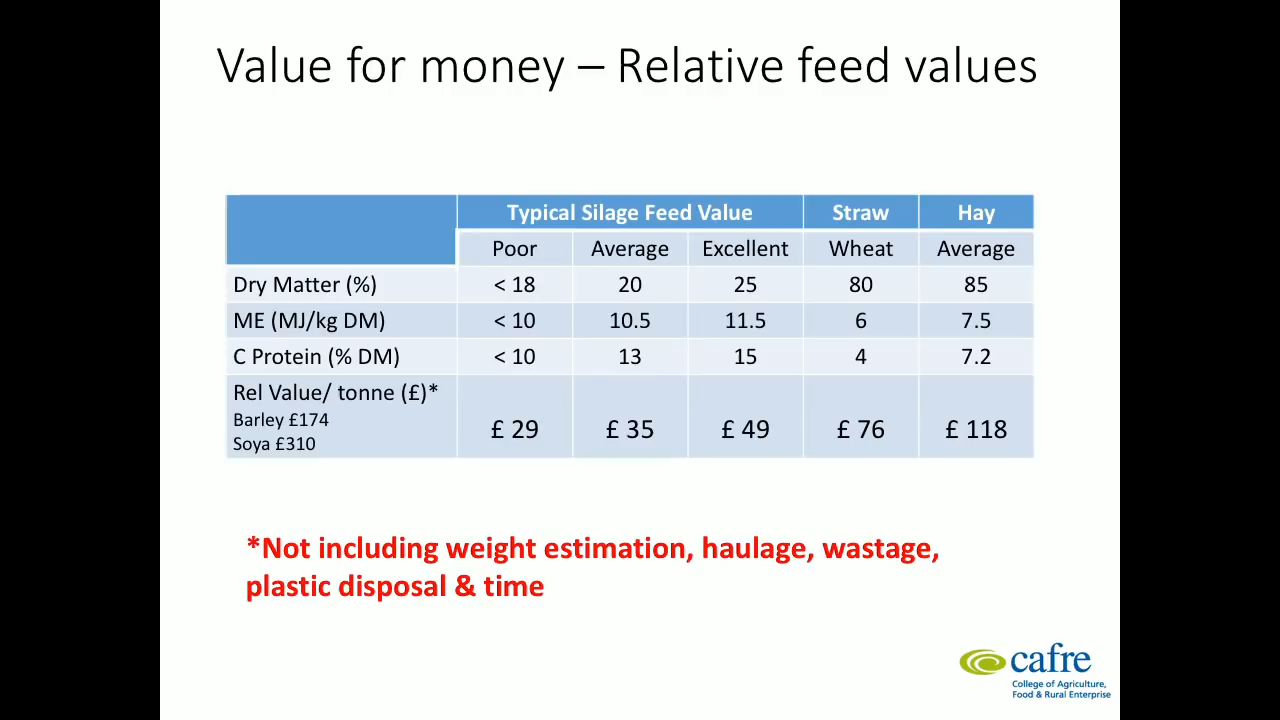 Value for money – Relative feed values
Typical Silage Feed Value Straw Hay
Poor Average Excellent Wheat Average
Dry Matter (%) < 18 20 25 80 85
ME (MJ/kg DM) < 10 10.5 11.5 6 7.5
C Protein (% DM) < 10 13 15 4 7.2
Rel Value/ tonne (£)*
Barley £174
Soya £310
£ 29 £ 35 £ 49 £ 76 £ 118
*Not including weight estimation, haulage, wastage,
plastic disposal & time
cafre
College of Agriculture,
Food & Rural Enterprise